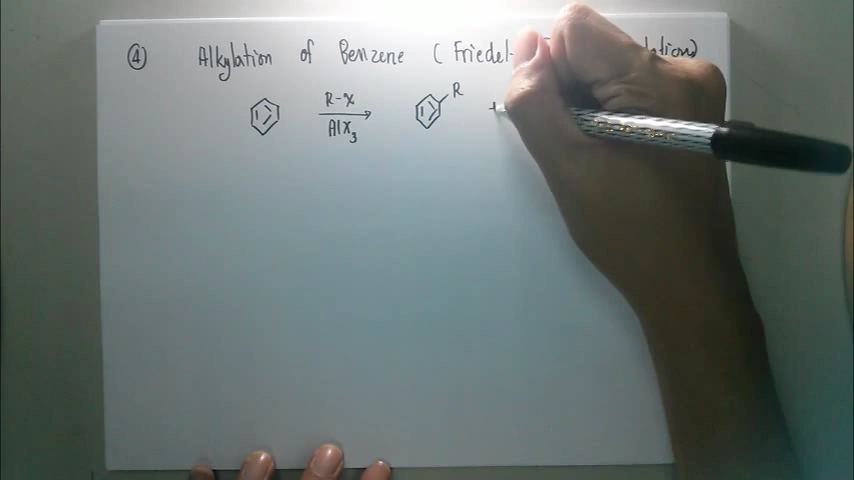 ④ Alkylation of Benzene ( Friedel-
R-X
AlX₃
R
+